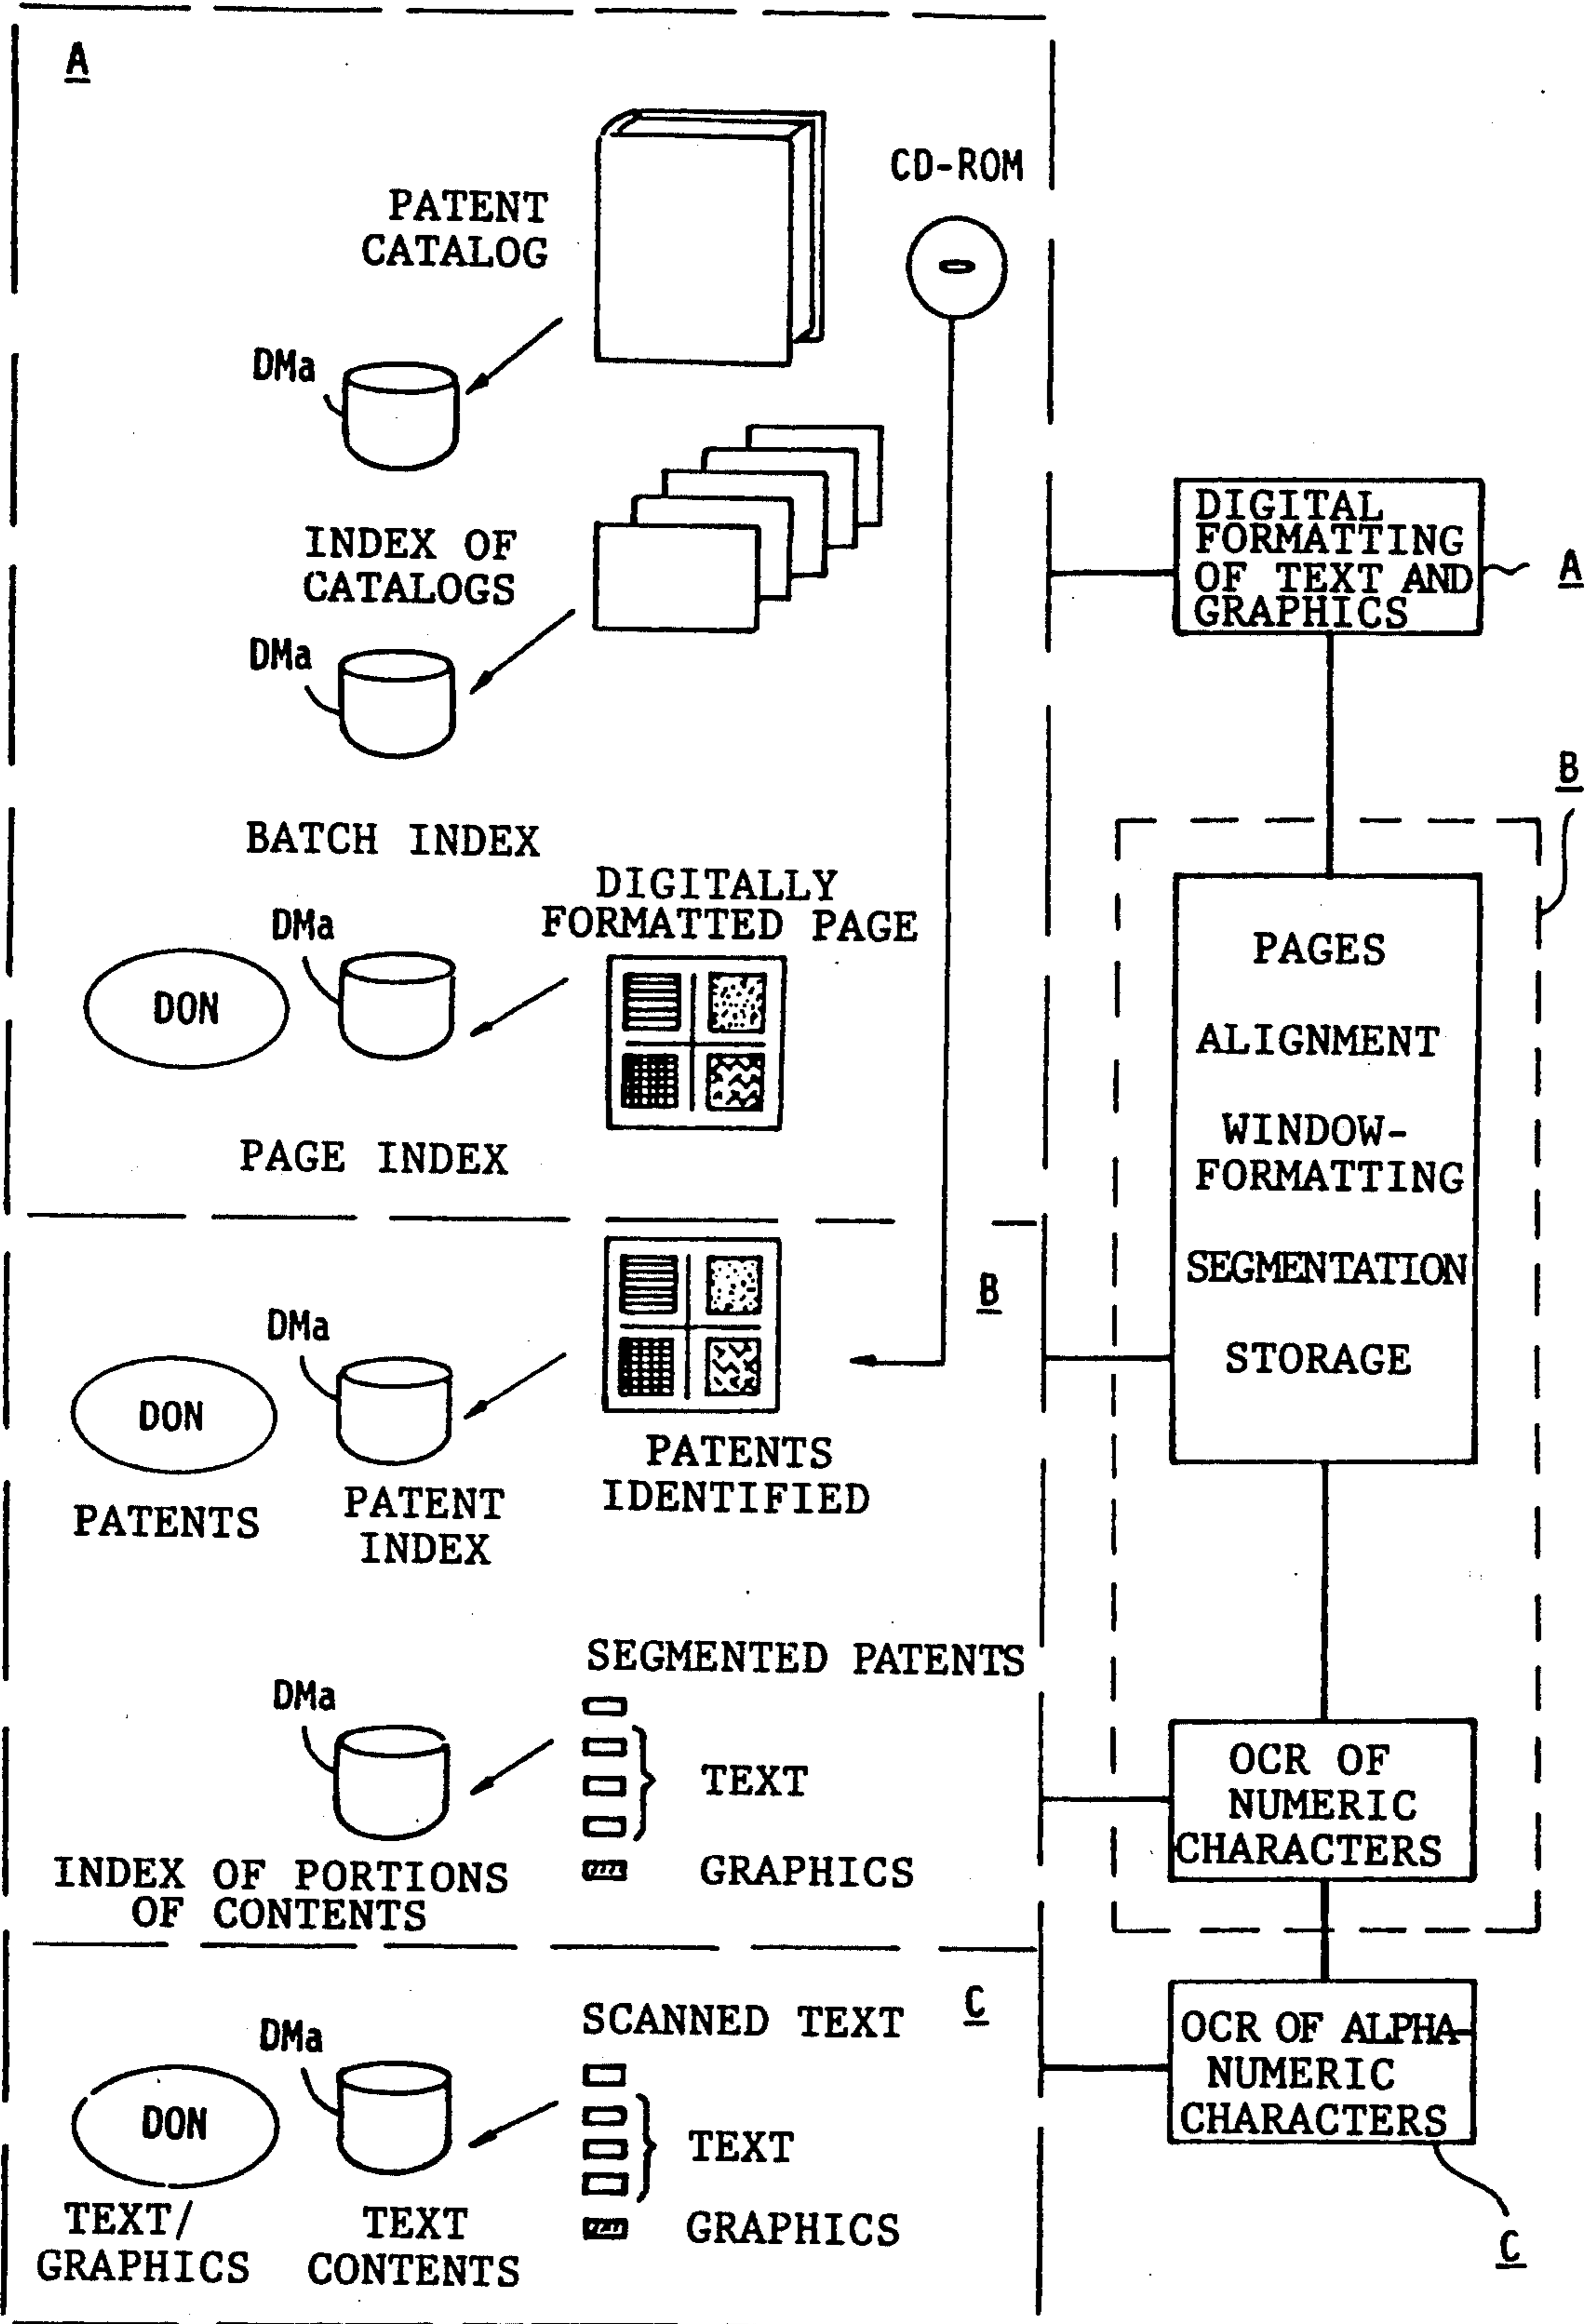 A
CD-ROM
PATENT
CATALOG
DMa
INDEX OF
CATALOGS
DMa
BATCH INDEX
DIGITALLY
FORMATTED PAGE
DMa
DON
PAGE INDEX
B
DMa
DON
PATENTS
IDENTIFIED
PATENTS
PATENT
INDEX
SEGMENTED PATENTS
DMa
TEXT
GRAPHICS
INDEX OF PORTIONS
OF CONTENTS
C
SCANNED TEXT
DMa
DON
TEXT
GRAPHICS
TEXT/
GRAPHICS
TEXT
CONTENTS
DIGITAL
FORMATTING
OF TEXT AND
GRAPHICS
A
B
PAGES
ALIGNMENT
WINDOW-
FORMATTING
SEGMENTATION
STORAGE
OCR OF
NUMERIC
CHARACTERS
OCR OF ALPHA-
NUMERIC
CHARACTERS
C